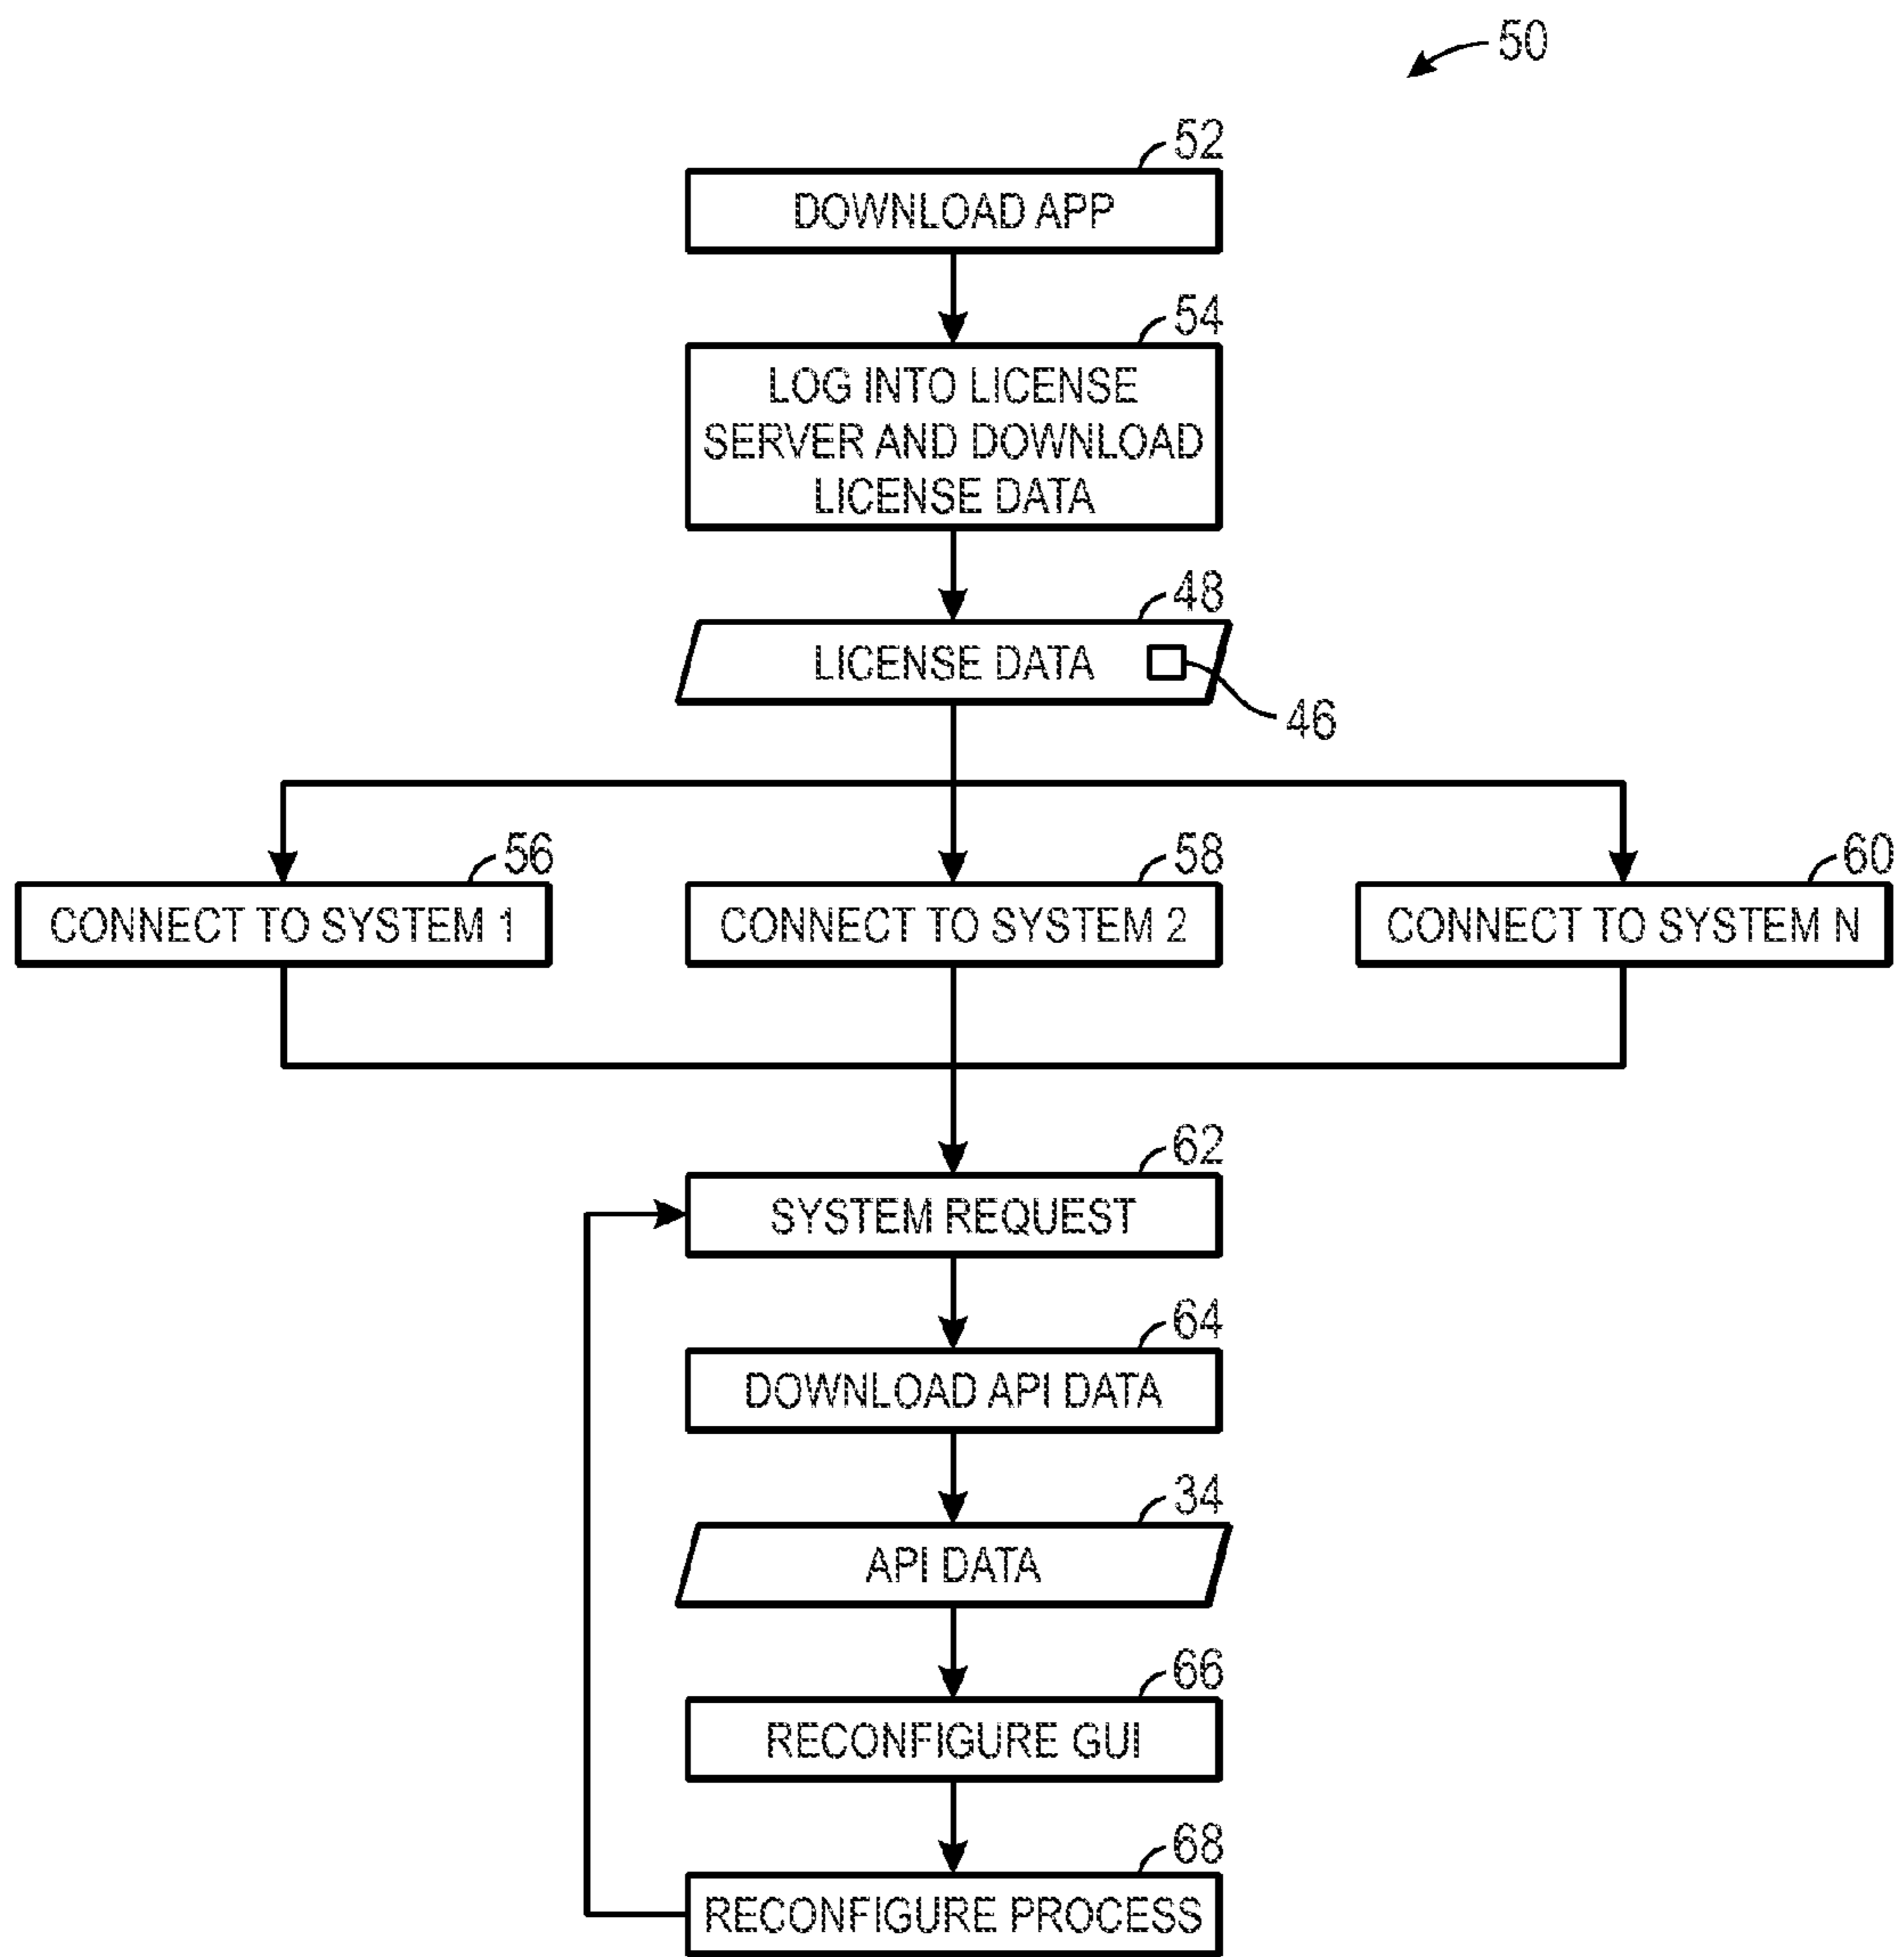 50
52
DOWNLOAD APP
54
LOG INTO LICENSE
SERVER AND DOWNLOAD
LICENSE DATA
48
LICENSE DATA
46
56
CONNECT TO SYSTEM 1
58
CONNECT TO SYSTEM 2
60
CONNECT TO SYSTEM N
62
SYSTEM REQUEST
64
DOWNLOAD API DATA
34
API DATA
66
RECONFIGURE GUI
68
RECONFIGURE PROCESS